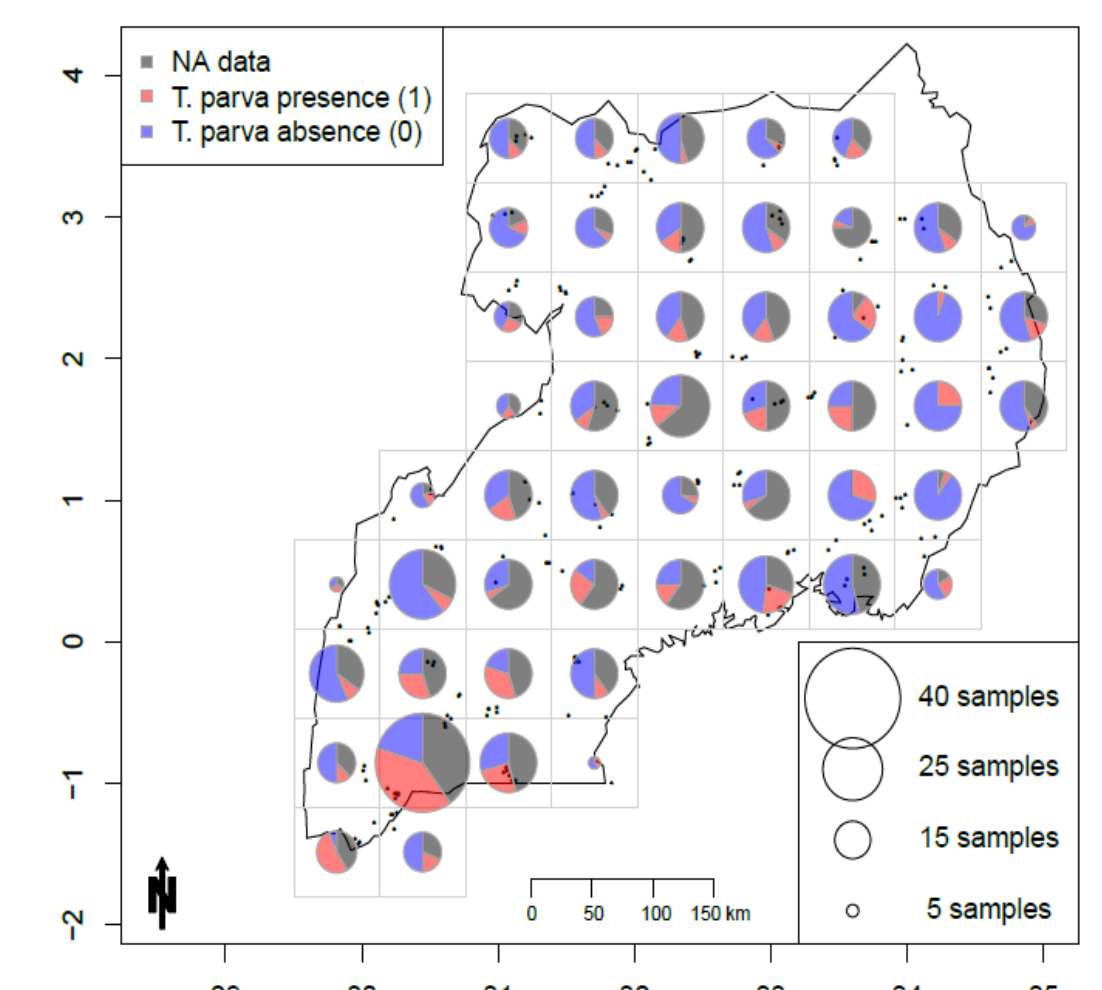 NA data
T. parva presence (1)
T. parva absence (0)
4
3
2
1
0
−1
−2
N
0 50 100 150 km
40 samples
25 samples
15 samples
5 samples